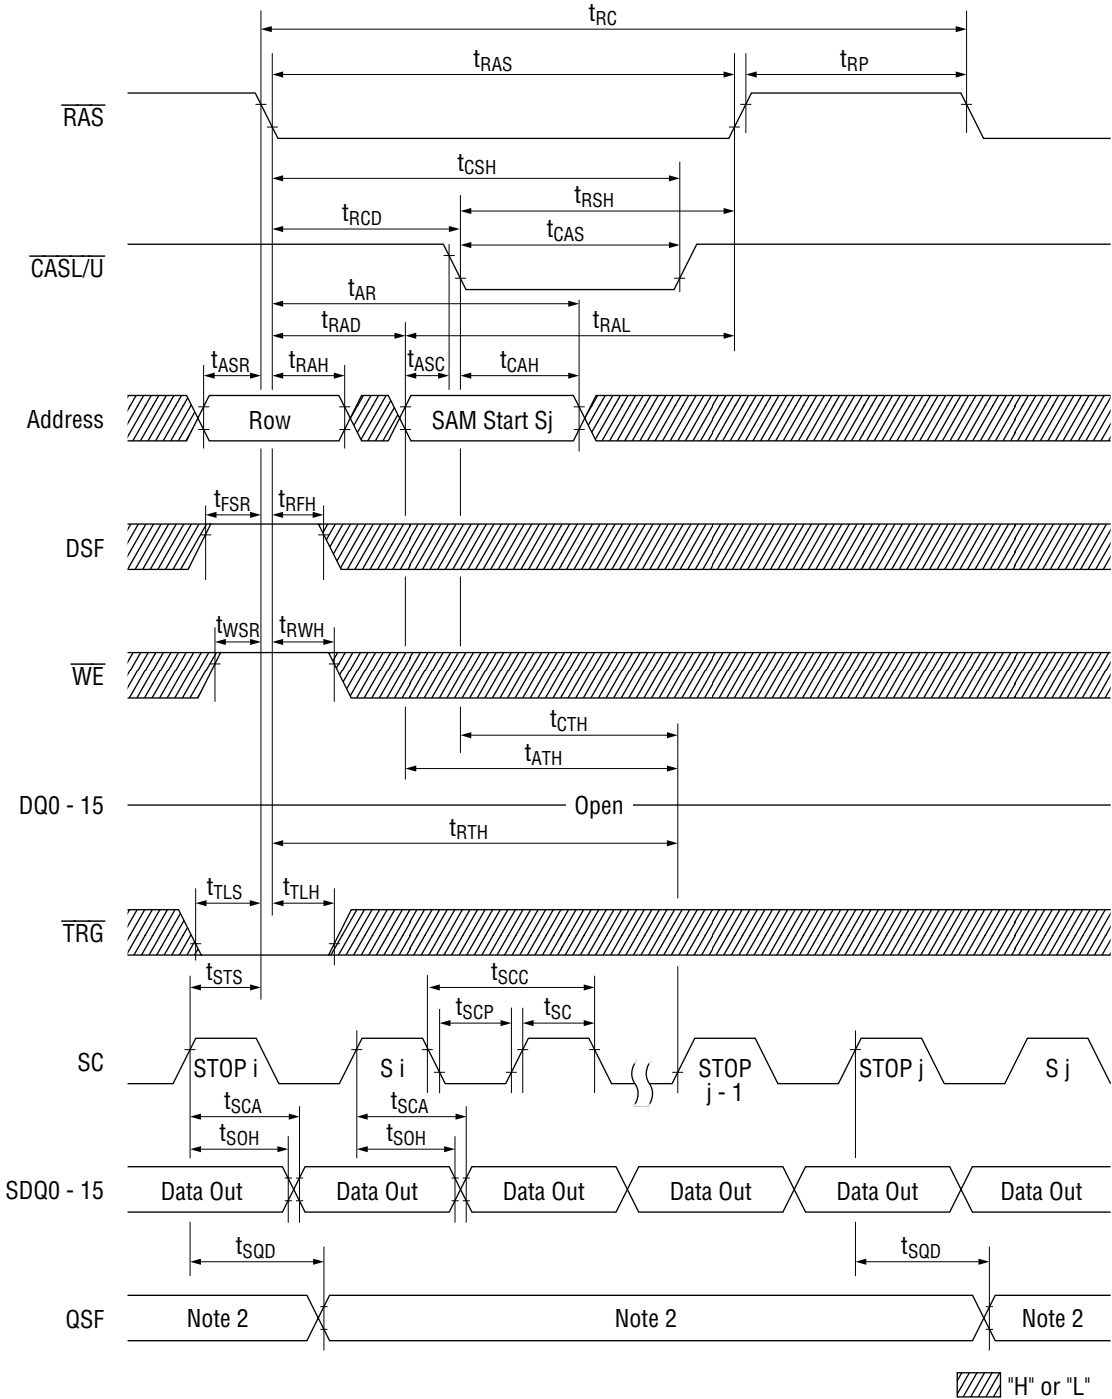 tRC
tRAS
tRP
RAS
tCSH
tRSH
tRCD
tCAS
CASL/U
tAR
tRAD
tRAL
tASR
tRAH
tASC
tCAH
Address
Row
SAM Start Sj
tFSR
tRFH
DSF
tWSR
tRWH
WE
tCTH
tATH
DQ0 - 15
Open
tRTH
tTLS
tTLH
TRG
tSTS
tSCC
tSCP
tSC
SC
STOP i
S i
STOP
j - 1
STOP j
S j
tSCA
tSCA
tSOH
tSOH
SDQ0 - 15
Data Out
Data Out
Data Out
Data Out
Data Out
Data Out
tSQD
tSQD
QSF
Note 2
Note 2
Note 2
"H" or "L"